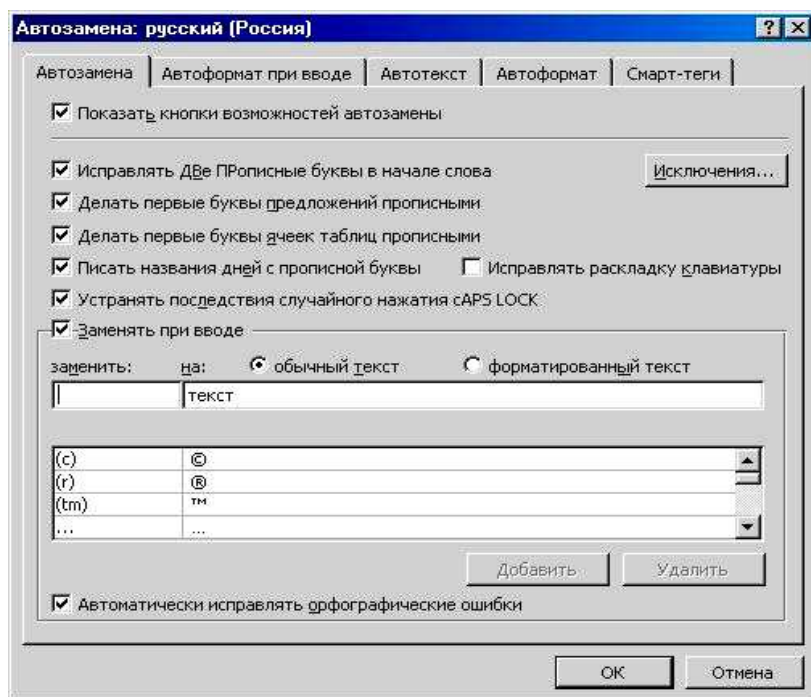 Автозамена: русский (Россия)
Автозамена Автоформат при вводе Автотекст Автоформат Смарт-теги
Показать кнопки возможностей автозамены
Исправлять ДВе ПРописные буквы в начале слова Исключения...
Делать первые буквы предложений прописными
Делать первые буквы ячеек таблиц прописными
Писать названия дней с прописной буквы Исправлять раскладку клавиатуры
Устранять последствия случайного нажатия cAPS LOCK
Заменять при вводе
заменить: на: обычный текст форматированный текст
текст
(c) ©
(r) ®
(tm) ™
... ...
Добавить Удалить
Автоматически исправлять орфографические ошибки
ОК Отмена